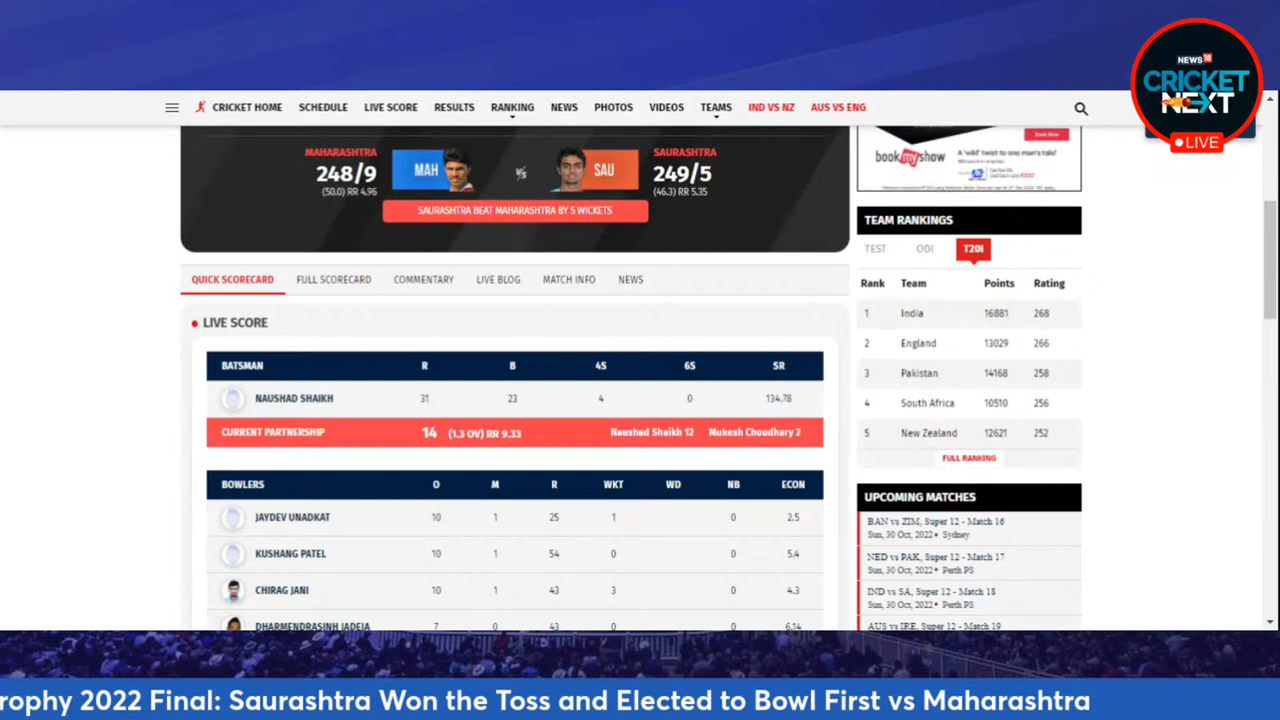 NEWS18
CRICKET
NEXT
LIVE
CRICKET HOME SCHEDULE LIVE SCORE RESULTS RANKING NEWS PHOTOS VIDEOS TEAMS IND VS NZ AUS VS ENG
MAHARASHTRA
248/9
(50.0) RR 4.96
MAH
V/S
SAU
SAURASHTRA
249/5
(46.3) RR 5.35
SAURASHTRA BEAT MAHARASHTRA BY 5 WICKETS
Book Now
bookmyshow
A 'wild' twist to one man's tale!
QUICK SCORECARD FULL SCORECARD COMMENTARY LIVE BLOG MATCH INFO NEWS
LIVE SCORE
BATSMAN R B 4S 6S SR
NAUSHAD SHAIKH 31 23 4 0 134.78
CURRENT PARTNERSHIP 14 (1.3 OV) RR 9.33 Naushad Shaikh 12 Mukesh Choudhary 2
BOWLERS O M R WKT WD NB ECON
JAYDEV UNADKAT 10 1 25 1 0 2.5
KUSHANG PATEL 10 1 54 0 0 5.4
CHIRAG JANI 10 1 43 3 0 4.3
DHARMENDRASINH JADEJA 7 0 43 0 0 6.14
TEAM RANKINGS
TEST ODI T20I
Rank Team Points Rating
1 India 16881 268
2 England 13029 266
3 Pakistan 14168 258
4 South Africa 10510 256
5 New Zealand 12621 252
FULL RANKING
UPCOMING MATCHES
BAN vs ZIM, Super 12 - Match 16
Sun, 30 Oct, 2022• Sydney
NED vs PAK, Super 12 - Match 17
Sun, 30 Oct, 2022• Perth PS
IND vs SA, Super 12 - Match 18
Sun, 30 Oct, 2022• Perth PS
AUS vs IRE, Super 12 - Match 19
rophy 2022 Final: Saurashtra Won the Toss and Elected to Bowl First vs Maharashtra